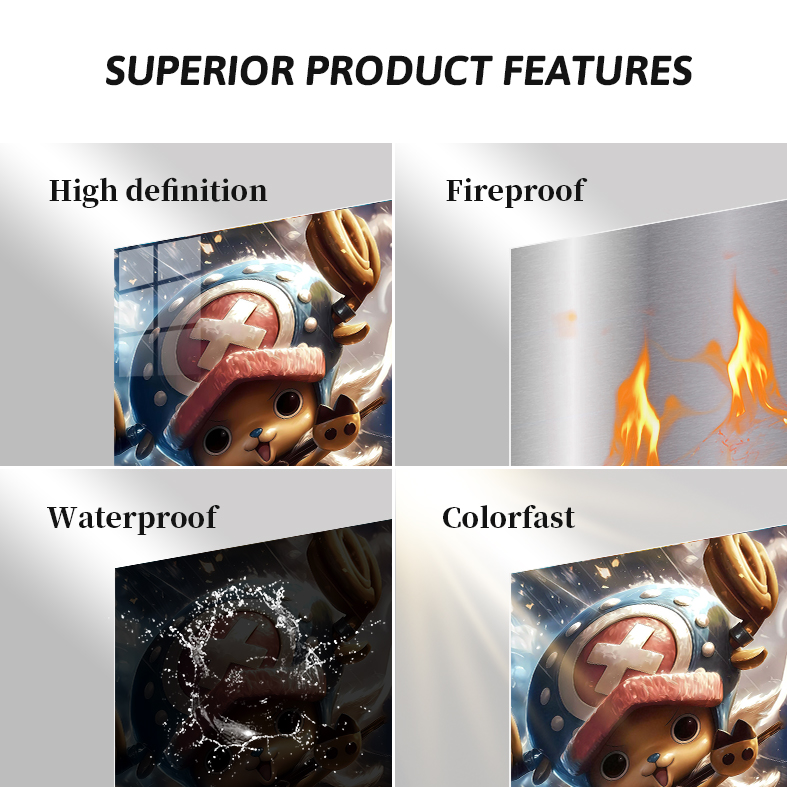 SUPERIOR PRODUCT FEATURES
High definition
Fireproof
Waterproof
Colorfast